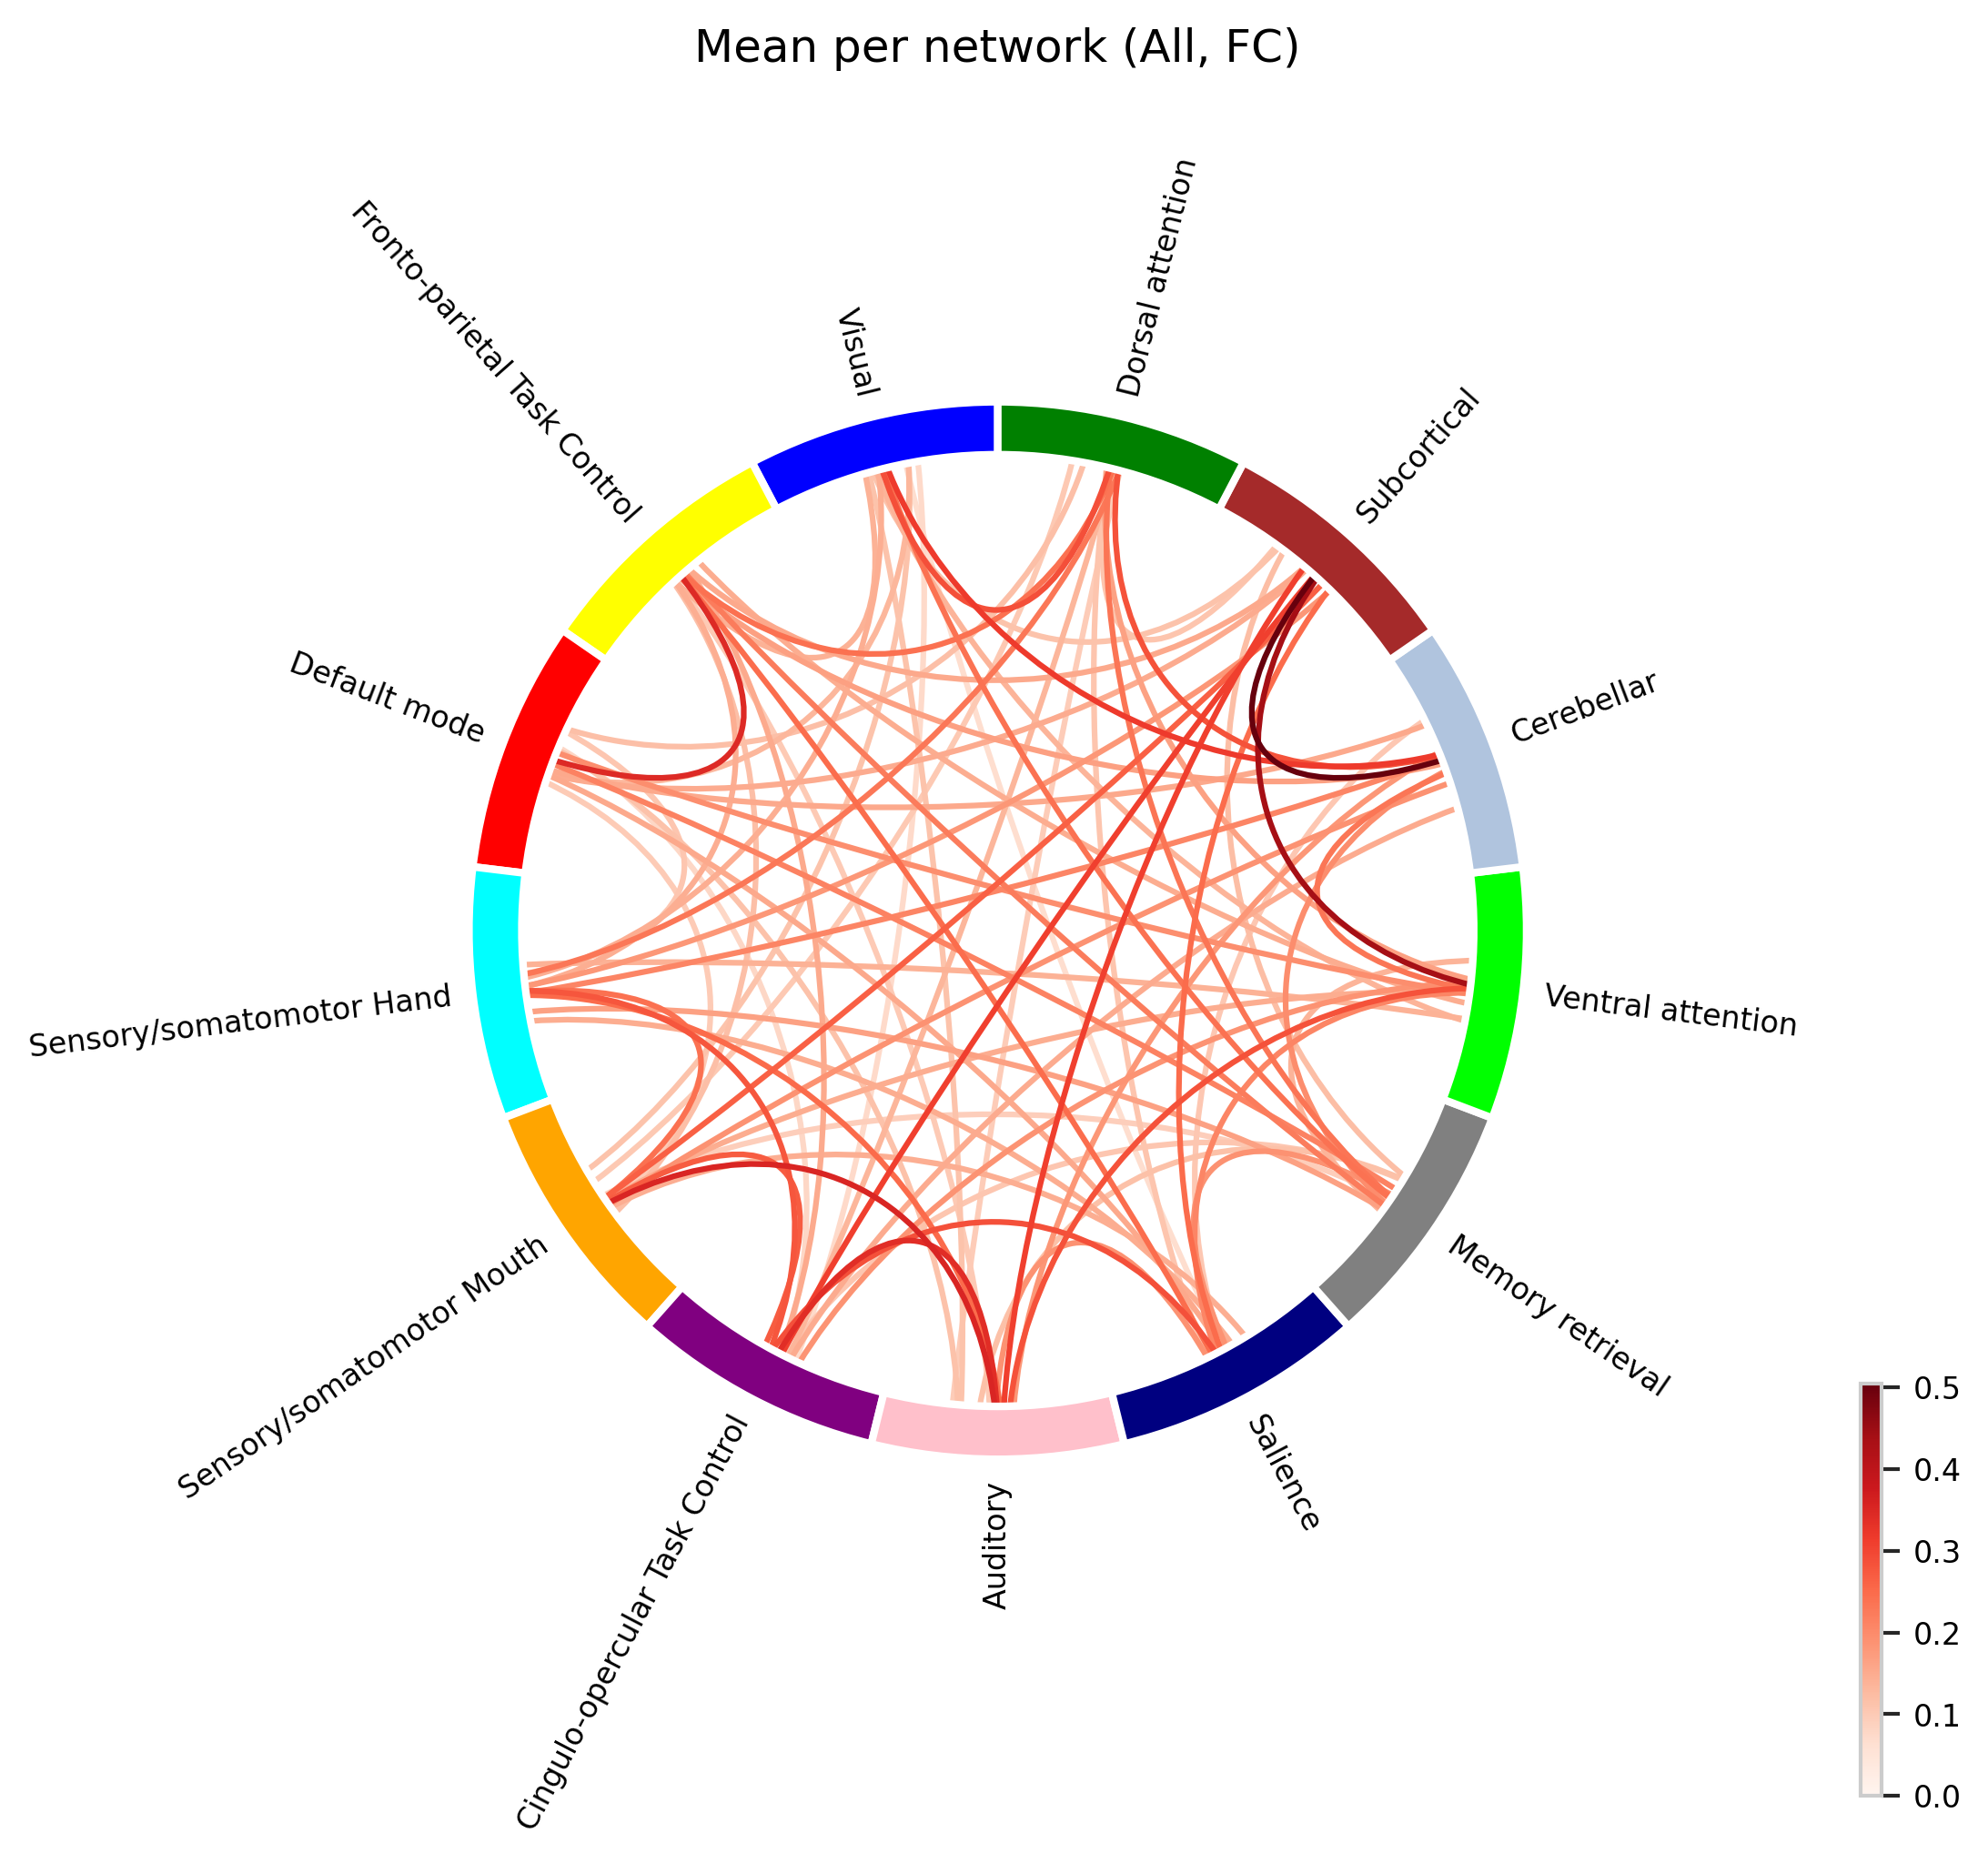 Mean per network (All, FC)
Dorsal attention
Visual
Fronto-parietal Task Control
Subcortical
Default mode
Cerebellar
Sensory/somatomotor Hand
Ventral attention
Sensory/somatomotor Mouth
Memory retrieval
Cingulo-opercular Task Control
Auditory
Salience
0.5
0.4
0.3
0.2
0.1
0.0